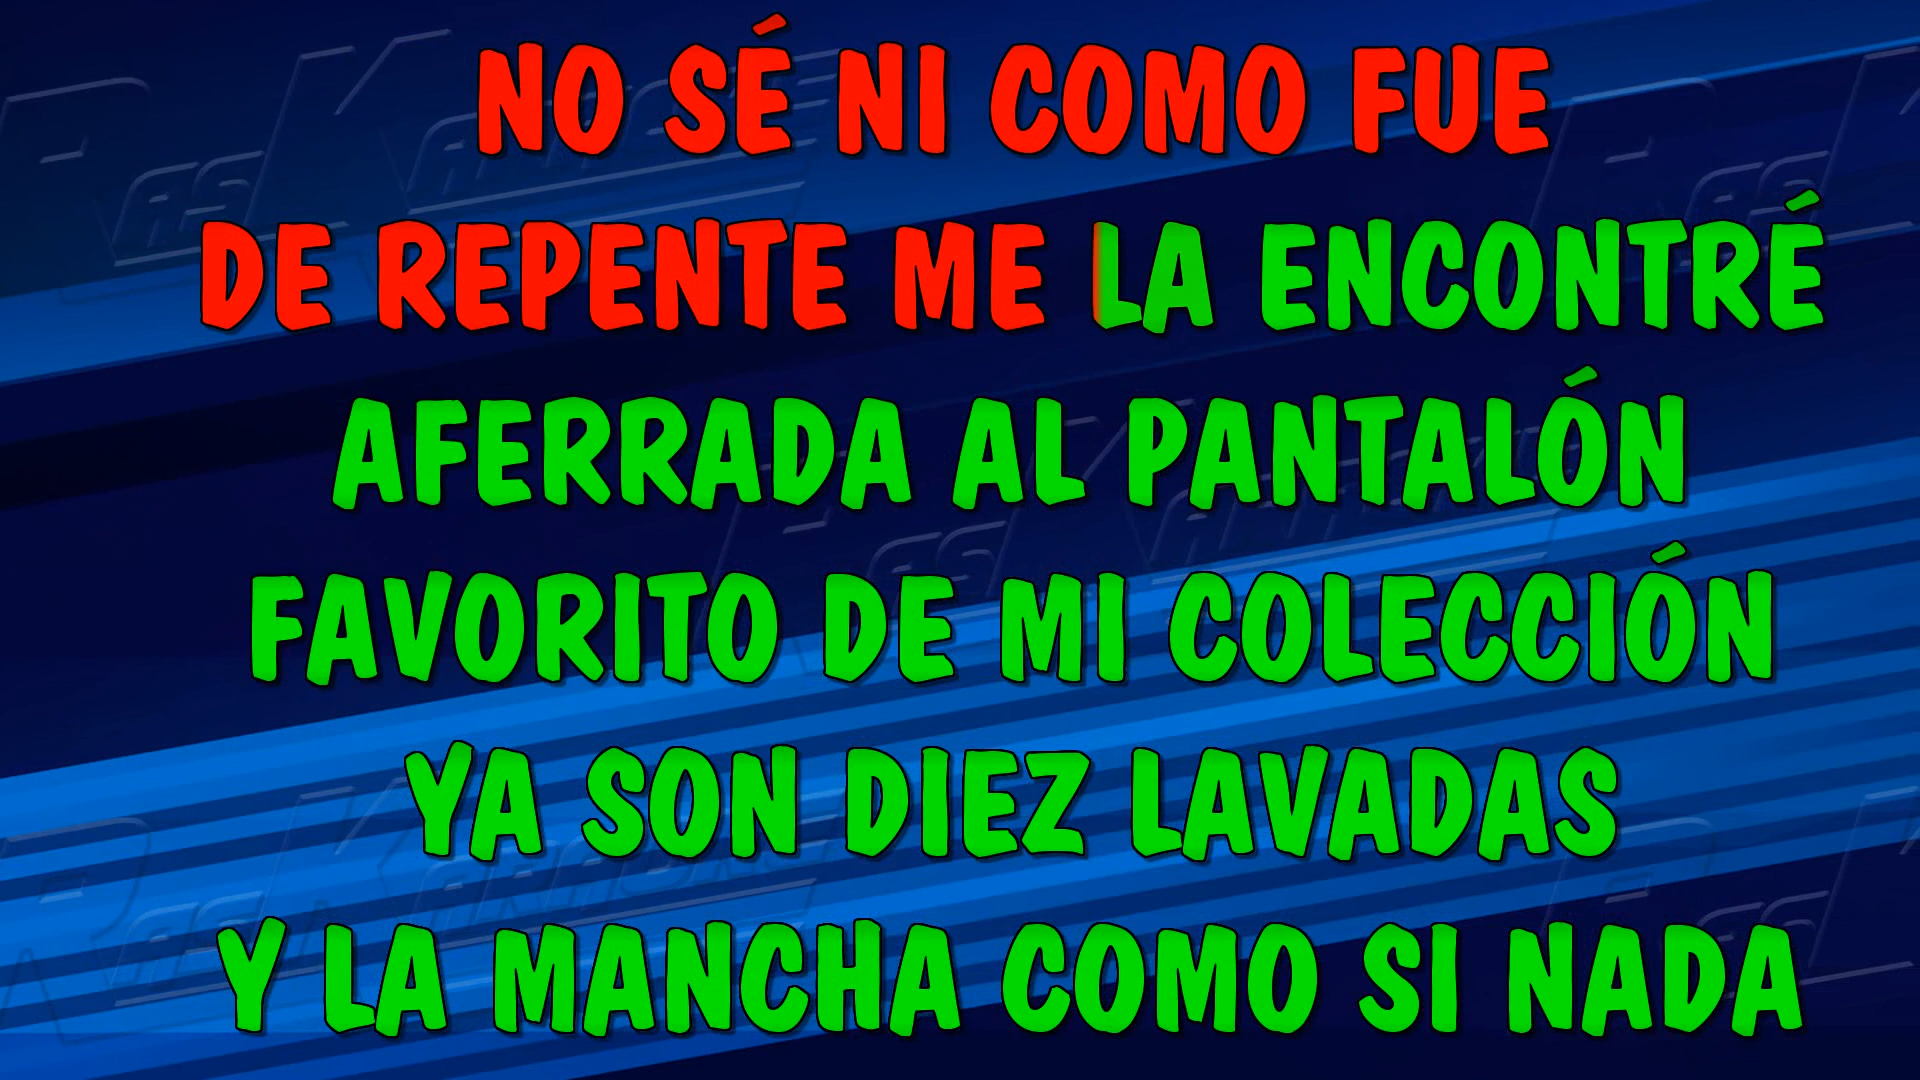 NO SÉ NI COMO FUE
DE REPENTE ME LA ENCONTRÉ
AFERRADA AL PANTALÓN
FAVORITO DE MI COLECCIÓN
YA SON DIEZ LAVADAS
Y LA MANCHA COMO SI NADA